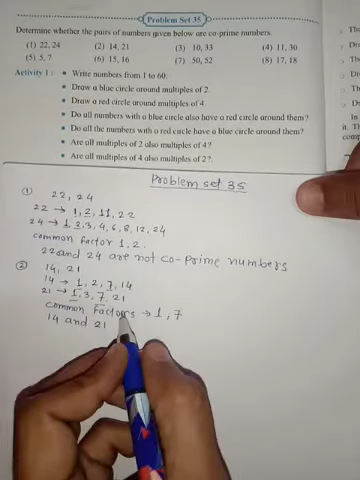 Problem Set 35
Determine whether the pairs of numbers given below are co-prime numbers.
(1) 22, 24 (2) 14, 21 (3) 10, 33 (4) 11, 30
(5) 5, 7 (6) 15, 16 (7) 50, 52 (8) 17, 18
Activity 1 : • Write numbers from 1 to 60.
• Draw a blue circle around multiples of 2.
• Draw a red circle around multiples of 4.
• Do all numbers with a blue circle also have a red circle around them?
• Do all the numbers with a red circle have a blue circle around them?
• Are all multiples of 2 also multiples of 4?
• Are all multiples of 4 also multiples of 2?
Problem set 35
① 22, 24
22 → 1, 2, 11, 22
24 → 1, 2, 3, 4, 6, 8, 12, 24
common factor 1, 2.
22 and 24 are not co-prime numbers
② 14, 21
14 → 1, 2, 7, 14
21 → 1, 3, 7, 21
common factors → 1, 7
14 and 21